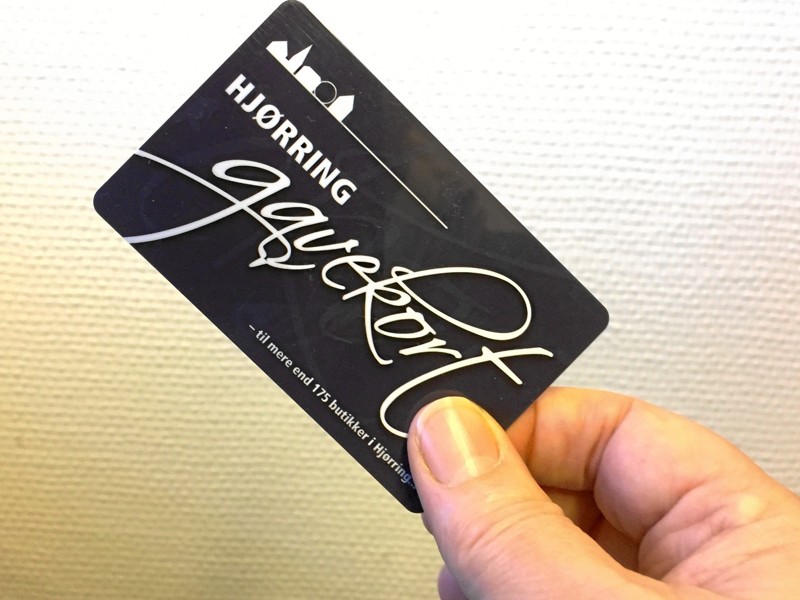 HJØRRING
gavekort
– til mere end 175 butikker i Hjørring...